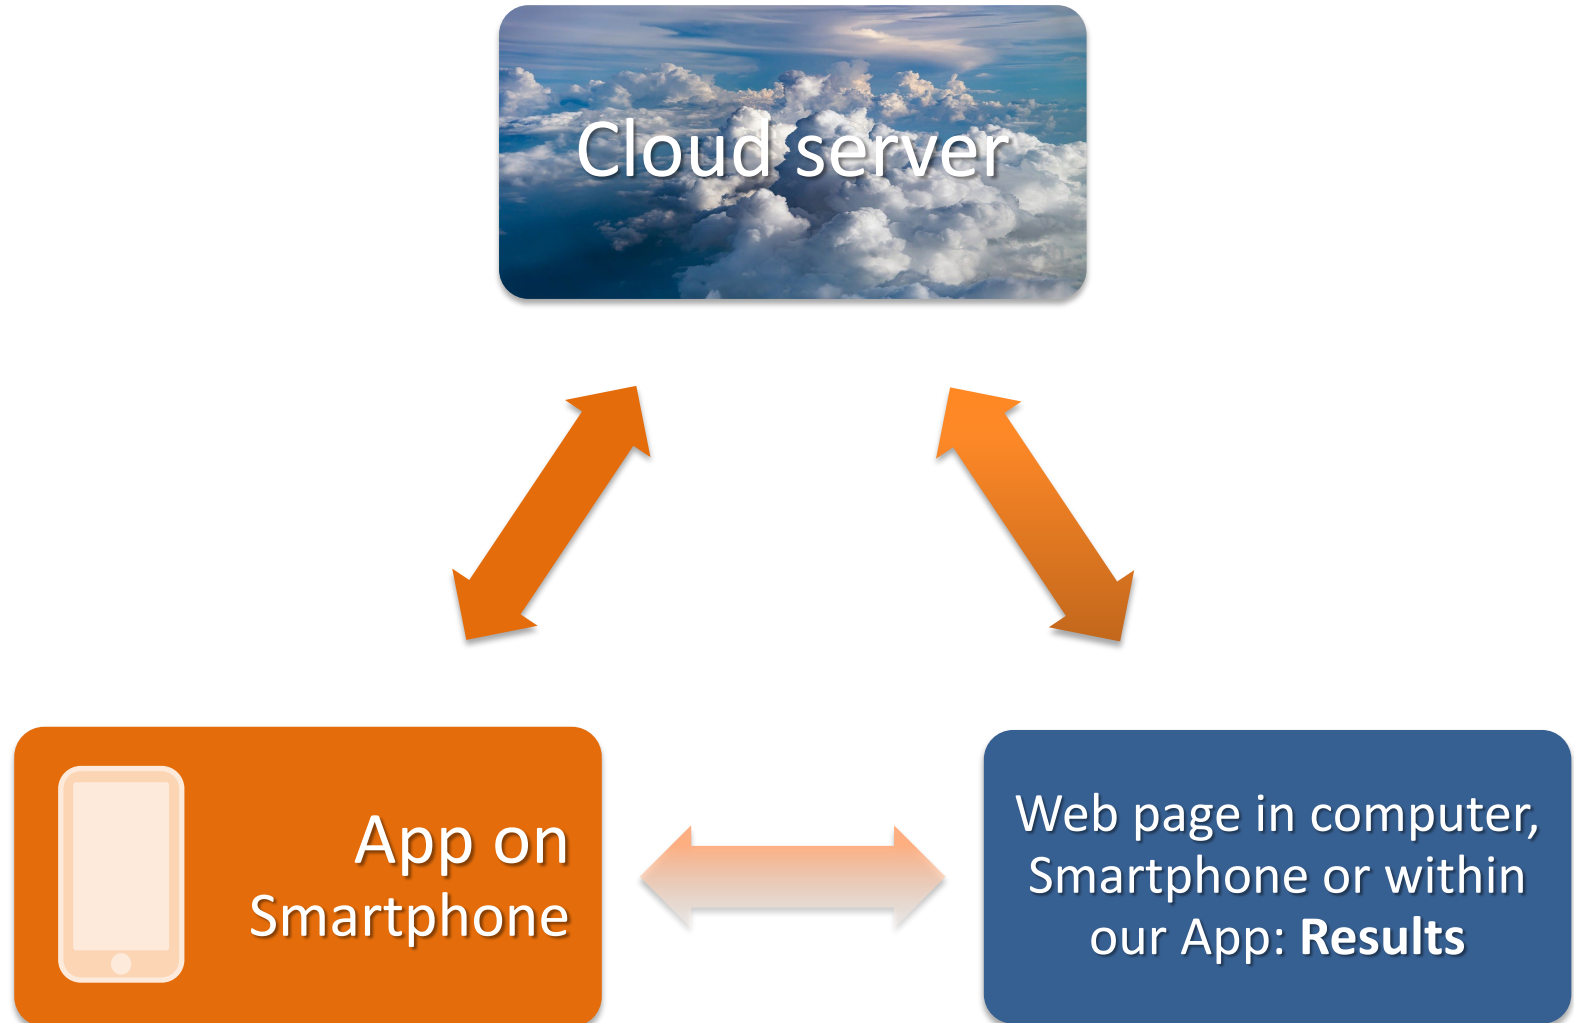 Cloud server
App on
Smartphone
Web page in computer,
Smartphone or within
our App: Results